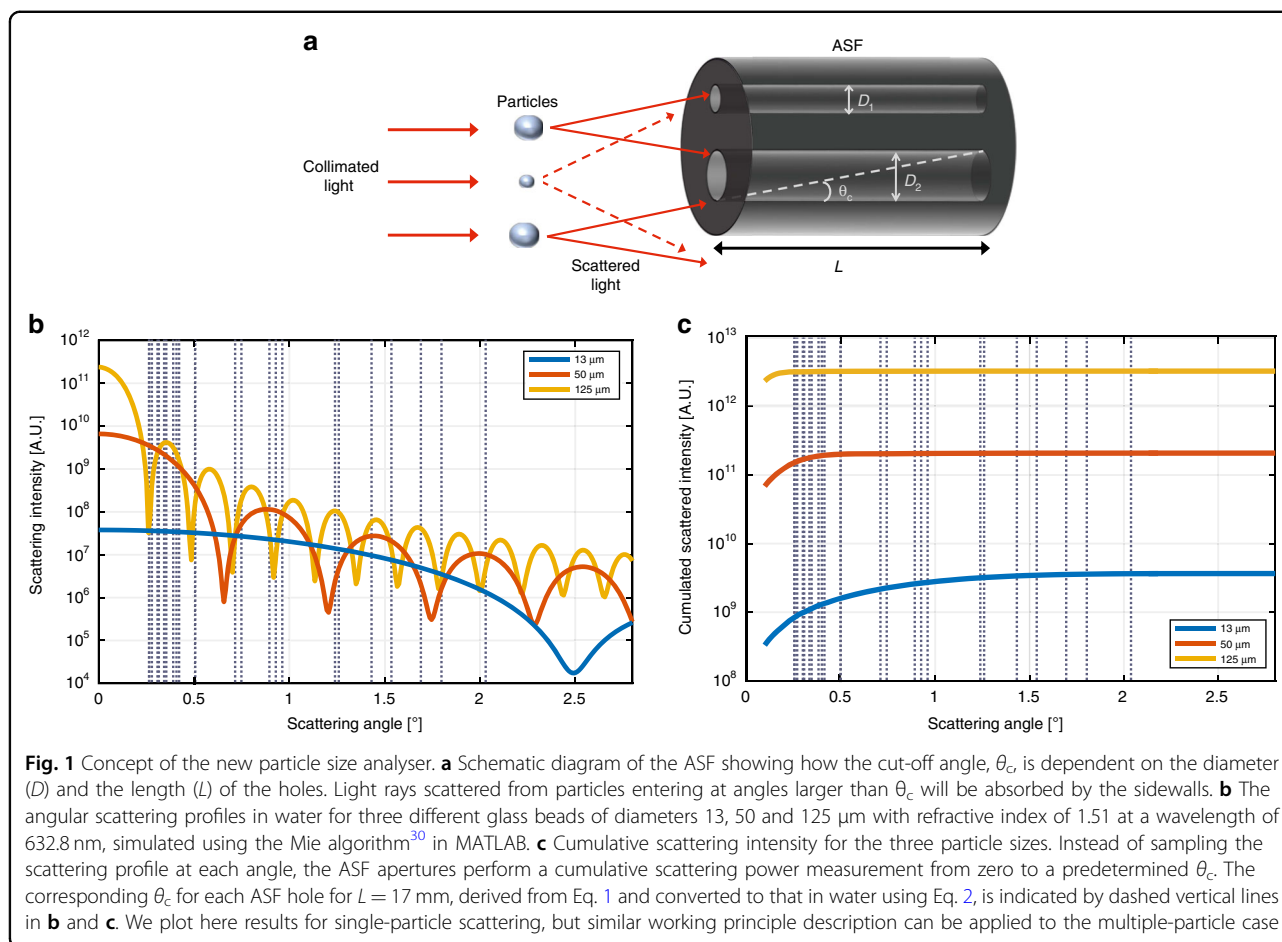 a
ASF
Particles
Collimated
light
D1
D2
θc
Scattered
light
L
b
10^12
10^11
10^10
10^9
10^8
10^7
10^6
10^5
10^4
Scattering intensity [A.U.]
13 μm
50 μm
125 μm
0 0.5 1 1.5 2 2.5
Scattering angle [°]
c
10^13
10^12
10^11
10^10
10^9
10^8
Cumulated scattered intensity [A.U.]
13 μm
50 μm
125 μm
0 0.5 1 1.5 2 2.5
Scattering angle [°]
Fig. 1 Concept of the new particle size analyser. a Schematic diagram of the ASF showing how the cut-off angle, θc, is dependent on the diameter
(D) and the length (L) of the holes. Light rays scattered from particles entering at angles larger than θc will be absorbed by the sidewalls. b The
angular scattering profiles in water for three different glass beads of diameters 13, 50 and 125 μm with refractive index of 1.51 at a wavelength of
632.8 nm, simulated using the Mie algorithm30 in MATLAB. c Cumulative scattering intensity for the three particle sizes. Instead of sampling the
scattering profile at each angle, the ASF apertures perform a cumulative scattering power measurement from zero to a predetermined θc. The
corresponding θc for each ASF hole for L = 17 mm, derived from Eq. 1 and converted to that in water using Eq. 2, is indicated by dashed vertical lines
in b and c. We plot here results for single-particle scattering, but similar working principle description can be applied to the multiple-particle case